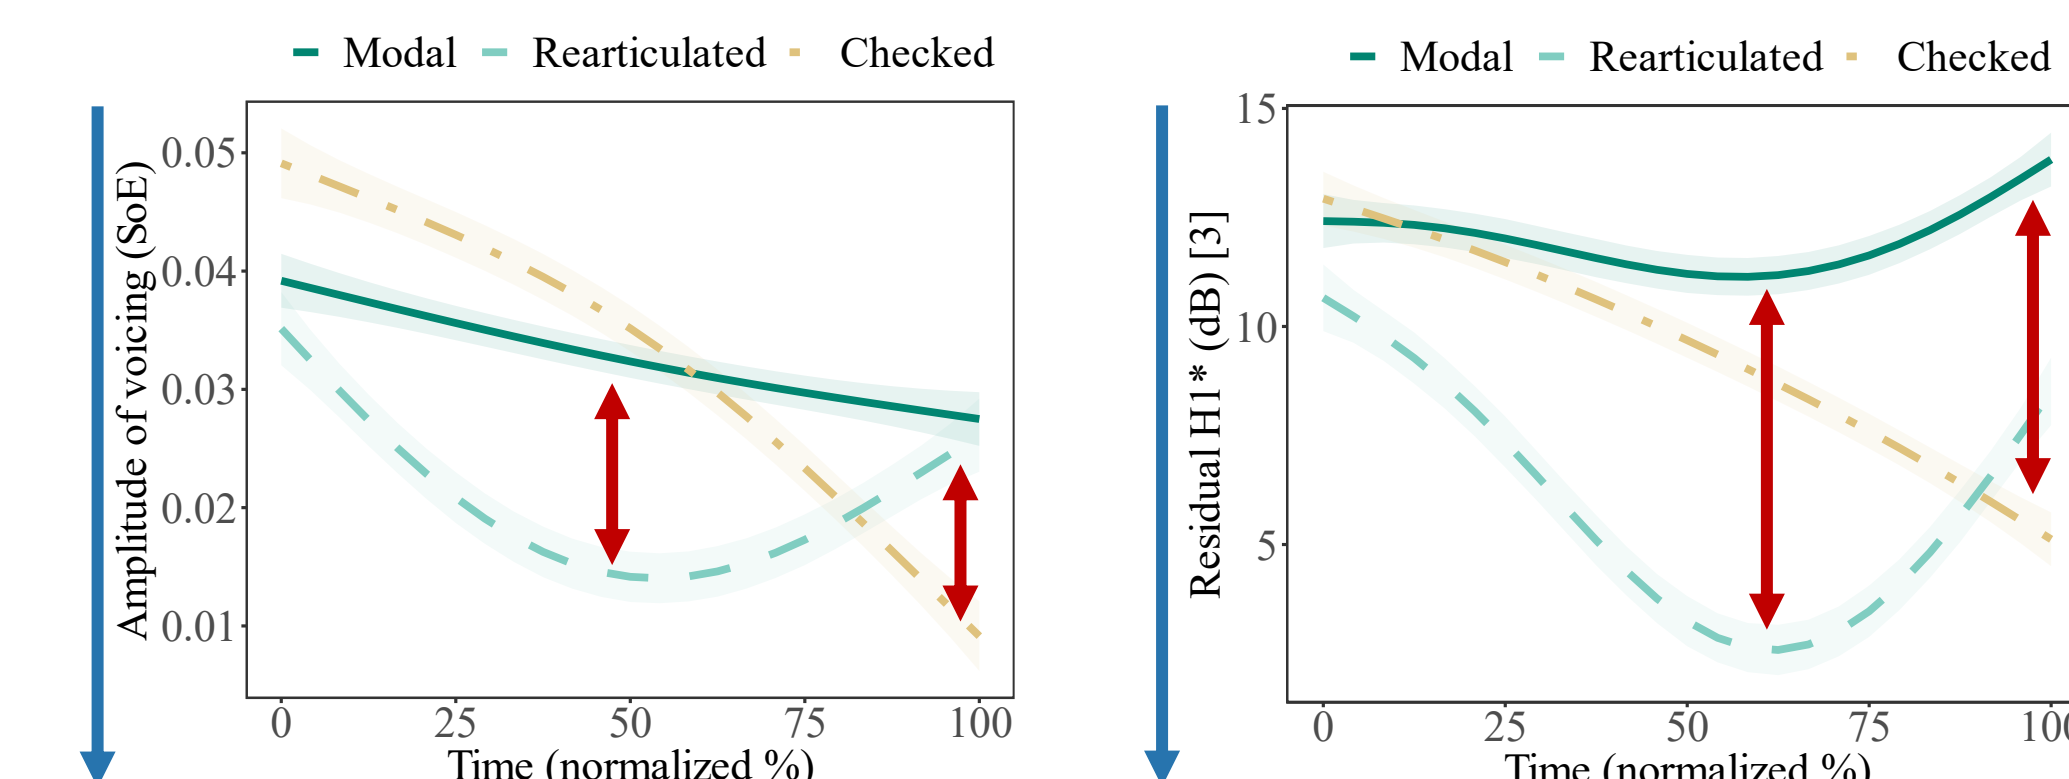 Modal Rearticulated Checked
Amplitude of voicing (SoE)
0.05
0.04
0.03
0.02
0.01
0 25 50 75 100
Time (normalized %)
Modal Rearticulated Checked
Residual H1* (dB) [3]
15
10
5
0 25 50 75 100
Time (normalized %)